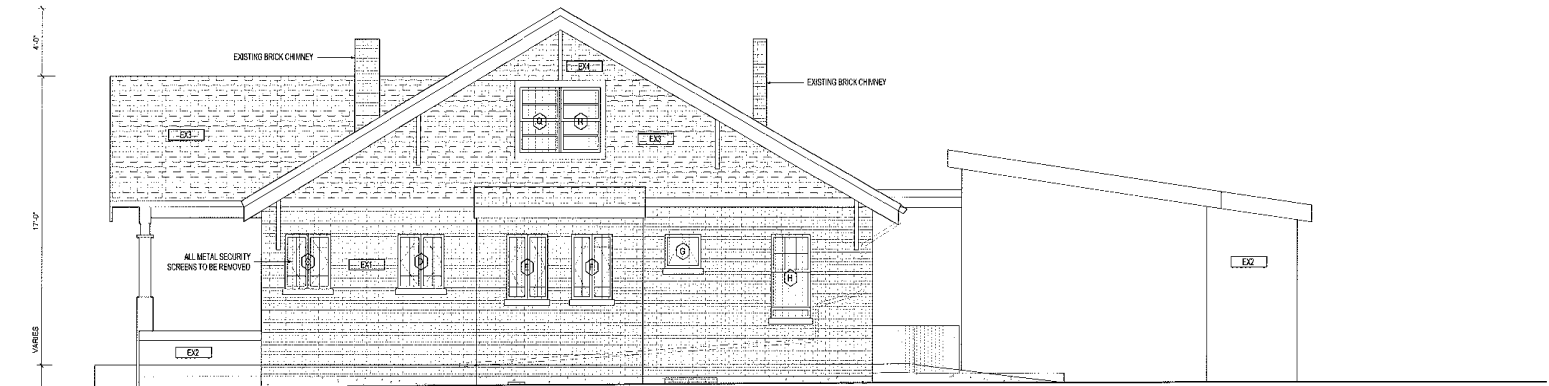 4'-0"
EXISTING BRICK CHIMNEY
EX4
EXISTING BRICK CHIMNEY
Q
R
EX3
EX3
17'-0"
ALL METAL SECURITY
SCREENS TO BE REMOVED
EX1
G
H
EX2
VARIES
EX2